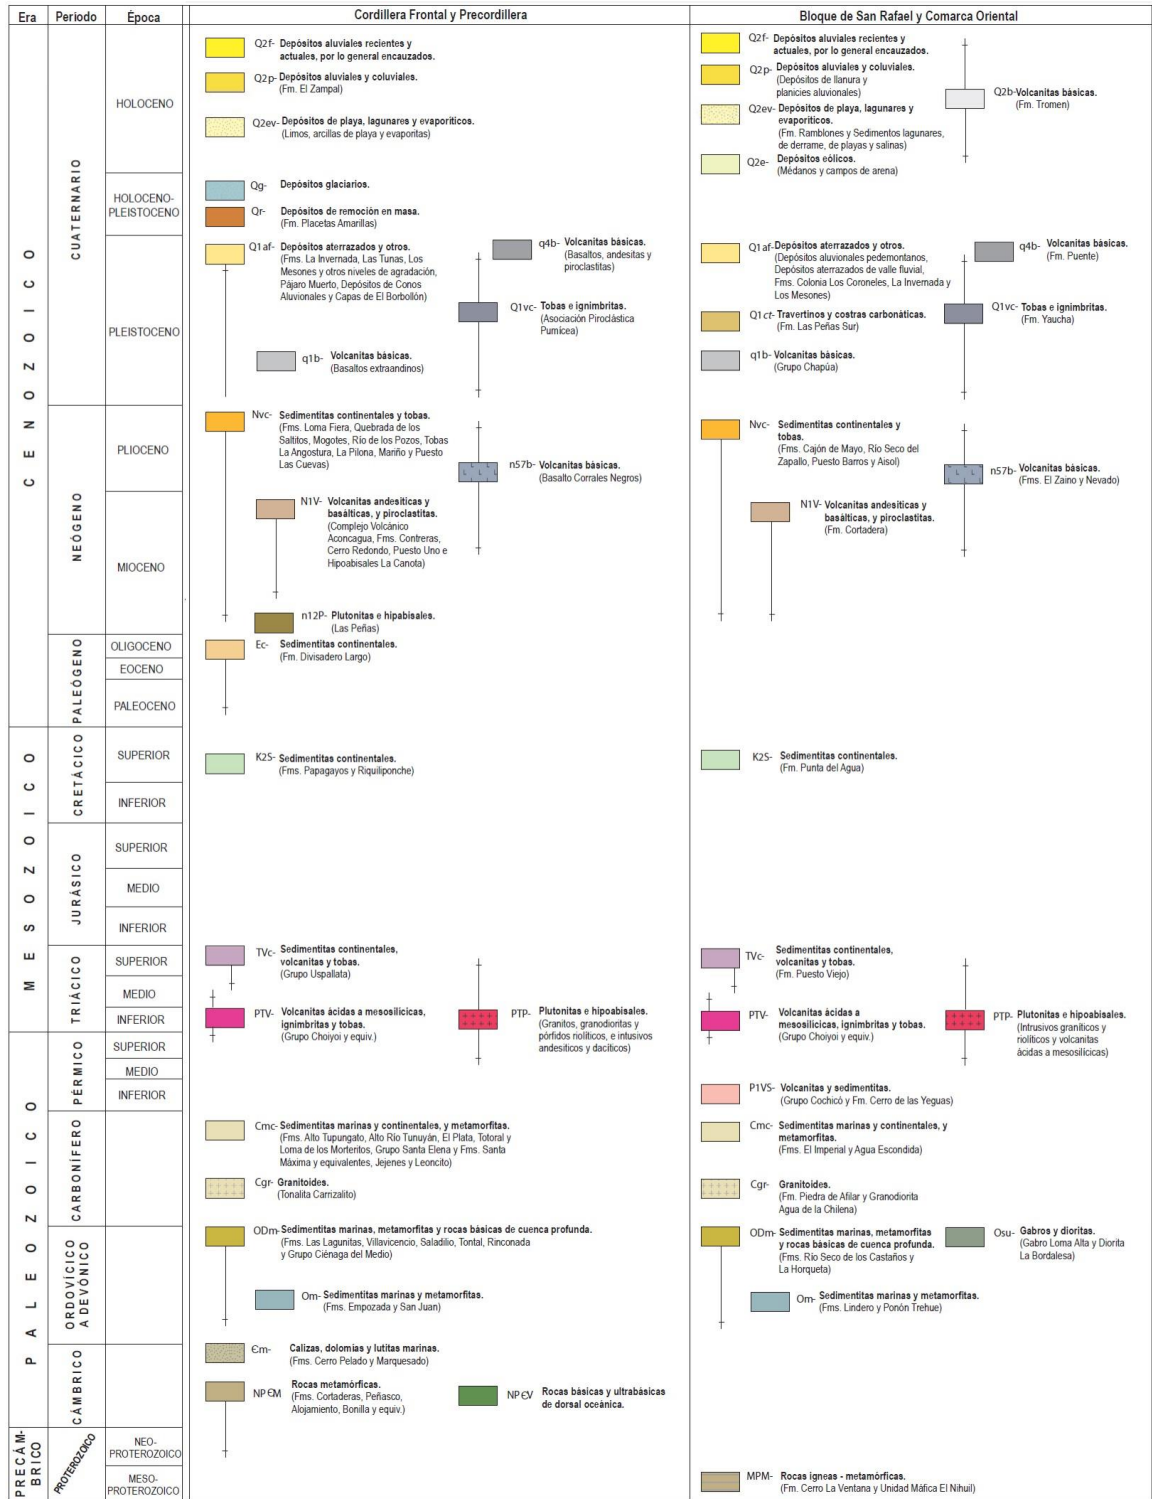 Era Período Época Cordillera Frontal y Precordillera Bloque de San Rafael y Comarca Oriental
CENOZOICO
CUATERNARIO
HOLOCENO
HOLOCENO-
PLEISTOCENO
PLEISTOCENO
NEÓGENO
PLIOCENO
MIOCENO
PALEÓGENO
OLIGOCENO
EOCENO
PALEOCENO
MESOZOICO
CRETÁCICO
SUPERIOR
INFERIOR
JURÁSICO
SUPERIOR
MEDIO
INFERIOR
TRIÁCICO
SUPERIOR
MEDIO
INFERIOR
PALEOZOICO
PÉRMICO
SUPERIOR
MEDIO
INFERIOR
CARBONÍFERO
ORDOVÍCICO
A DEVÓNICO
CÁMBRICO
PRECÁM-
BRICO
PROTEROZOICO
NEO-
PROTEROZOICO
MESO-
PROTEROZOICO
Q2f- Depósitos aluviales recientes y
actuales, por lo general encauzados.
Q2p- Depósitos aluviales y coluviales.
(Fm. El Zampal)
Q2ev- Depósitos de playa, lagunares y evaporíticos.
(Limos, arcillas de playa y evaporitas)
Qg- Depósitos glaciarios.
Qr- Depósitos de remoción en masa.
(Fm. Placetas Amarillas)
Q1af- Depósitos aterrazados y otros.
(Fms. La Invernada, Las Tunas, Los
Mesones y otros niveles de agradación,
Pájaro Muerto, Depósitos de Conos
Aluvionales y Capas de El Borbollón)
q4b- Volcanitas básicas.
(Basaltos, andesitas y
piroclastitas)
Q1vc- Tobas e ignimbritas.
(Asociación Piroclástica
Pumícea)
q1b- Volcanitas básicas.
(Basaltos extraandinos)
Nvc- Sedimentitas continentales y tobas.
(Fms. Loma Fiera, Quebrada de los
Saltitos, Mogotes, Río de los Pozos, Tobas
La Angostura, La Pilona, Mariño y Puesto
Las Cuevas)
n57b- Volcanitas básicas.
(Basalto Corrales Negros)
N1V- Volcanitas andesíticas y
basálticas, y piroclastitas.
(Complejo Volcánico
Aconcagua, Fms. Contreras,
Cerro Redondo, Puesto Uno e
Hipoabisales La Canota)
n12P- Plutonitas e hipabisales.
(Las Peñas)
Ec- Sedimentitas continentales.
(Fm. Divisadero Largo)
K2S- Sedimentitas continentales.
(Fms. Papagayos y Riquiliponche)
TVc- Sedimentitas continentales,
volcanitas y tobas.
(Grupo Uspallata)
PTV- Volcanitas ácidas a mesosilícicas,
ignimbritas y tobas.
(Grupo Choiyoi y equiv.)
PTP- Plutonitas e hipoabisales.
(Granitos, granodioritas y
pórfidos riolíticos, e intrusivos
andesíticos y dacíticos)
Cmc- Sedimentitas marinas y continentales, y metamorfitas.
(Fms. Alto Tupungato, Alto Río Tunuyán, El Plata, Totoral y
Loma de los Morteritos, Grupo Santa Elena y Fms. Santa
Máxima y equivalentes, Jejenes y Leoncito)
Cgr- Granitoides.
(Tonalita Carrizalito)
ODm- Sedimentitas marinas, metamorfitas y rocas básicas de cuenca profunda.
(Fms. Las Lagunitas, Villavicencio, Saladilio, Tontal, Rinconada
y Grupo Ciénaga del Medio)
Om- Sedimentitas marinas y metamorfitas.
(Fms. Empozada y San Juan)
Єm- Calizas, dolomías y lutitas marinas.
(Fms. Cerro Pelado y Marquesado)
NPЄM Rocas metamórficas.
(Fms. Cortaderas, Peñasco,
Alojamiento, Bonilla y equiv.)
NPЄV Rocas básicas y ultrabásicas
de dorsal oceánica.
Q2f- Depósitos aluviales recientes y
actuales, por lo general encauzados.
Q2p- Depósitos aluviales y coluviales.
(Depósitos de llanura y
planicies aluvionales)
Q2b- Volcanitas básicas.
(Fm. Tromen)
Q2ev- Depósitos de playa, lagunares y
evaporíticos.
(Fm. Ramblones y Sedimentos lagunares,
de derrame, de playas y salinas)
Q2e- Depósitos eólicos.
(Médanos y campos de arena)
Q1af- Depósitos aterrazados y otros.
(Depósitos aluvionales pedemontanos,
Depósitos aterrazados de valle fluvial,
Fms. Colonia Los Coroneles, La Invernada y
Los Mesones)
q4b- Volcanitas básicas.
(Fm. Puente)
Q1ct- Travertinos y costras carbonáticas.
(Fm. Las Peñas Sur)
Q1vc- Tobas e ignimbritas.
(Fm. Yaucha)
q1b- Volcanitas básicas.
(Grupo Chapúa)
Nvc- Sedimentitas continentales y
tobas.
(Fms. Cajón de Mayo, Río Seco del
Zapallo, Puesto Barros y Aisol)
n57b- Volcanitas básicas.
(Fms. El Zaino y Nevado)
N1V- Volcanitas andesíticas y
basálticas, y piroclastitas.
(Fm. Cortadera)
K2S- Sedimentitas continentales.
(Fm. Punta del Agua)
TVc- Sedimentitas continentales,
volcanitas y tobas.
(Fm. Puesto Viejo)
PTV- Volcanitas ácidas a
mesosilícicas, ignimbritas y tobas.
(Grupo Choiyoi y equiv.)
PTP- Plutonitas e hipoabisales.
(Intrusivos graníticos y
riolíticos y volcanitas
ácidas a mesosilícicas)
P1VS- Volcanitas y sedimentitas.
(Grupo Cochicó y Fm. Cerro de las Yeguas)
Cmc- Sedimentitas marinas y continentales, y
metamorfitas.
(Fms. El Imperial y Agua Escondida)
Cgr- Granitoides.
(Fm. Piedra de Afilar y Granodiorita
Agua de la Chilena)
ODm- Sedimentitas marinas, metamorfitas
y rocas básicas de cuenca profunda.
(Fms. Río Seco de los Castaños y
La Horqueta)
Osu- Gabros y dioritas.
(Gabro Loma Alta y Diorita
La Bordalesa)
Om- Sedimentitas marinas y metamorfitas.
(Fms. Lindero y Ponón Trehue)
MPM- Rocas ígneas - metamórficas.
(Fm. Cerro La Ventana y Unidad Máfica El Nihuil)